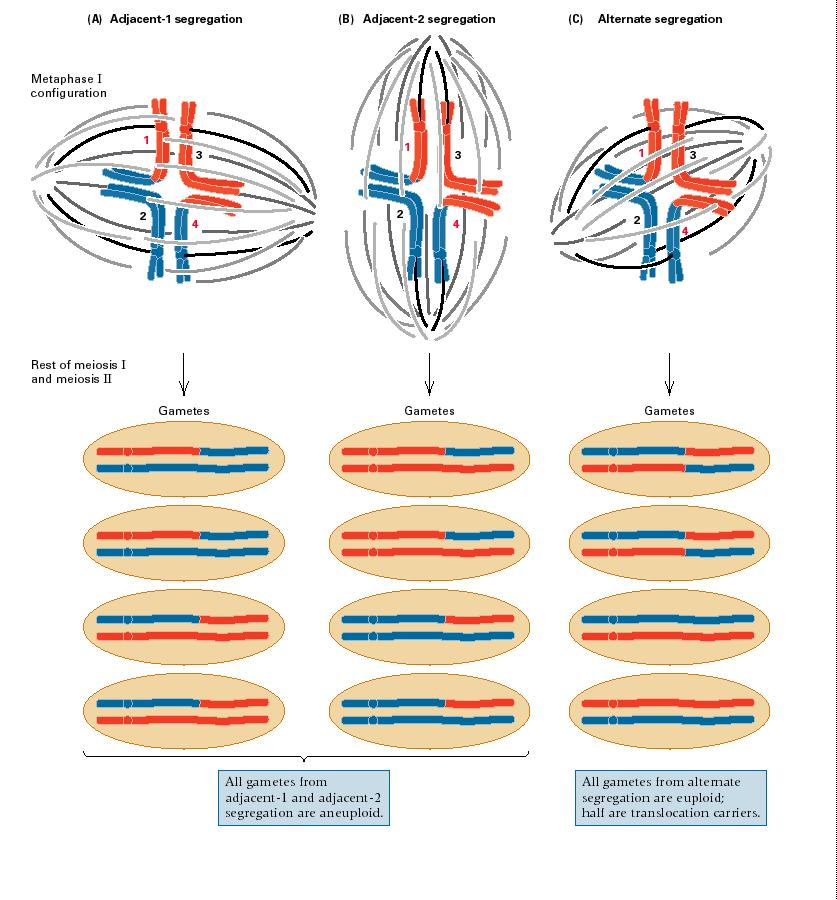 (A) Adjacent-1 segregation
(B) Adjacent-2 segregation
(C) Alternate segregation
Metaphase I
configuration
1
3
2
4
1
3
2
4
1
3
2
4
Rest of meiosis I
and meiosis II
Gametes
Gametes
Gametes
All gametes from
adjacent-1 and adjacent-2
segregation are aneuploid.
All gametes from alternate
segregation are euploid;
half are translocation carriers.